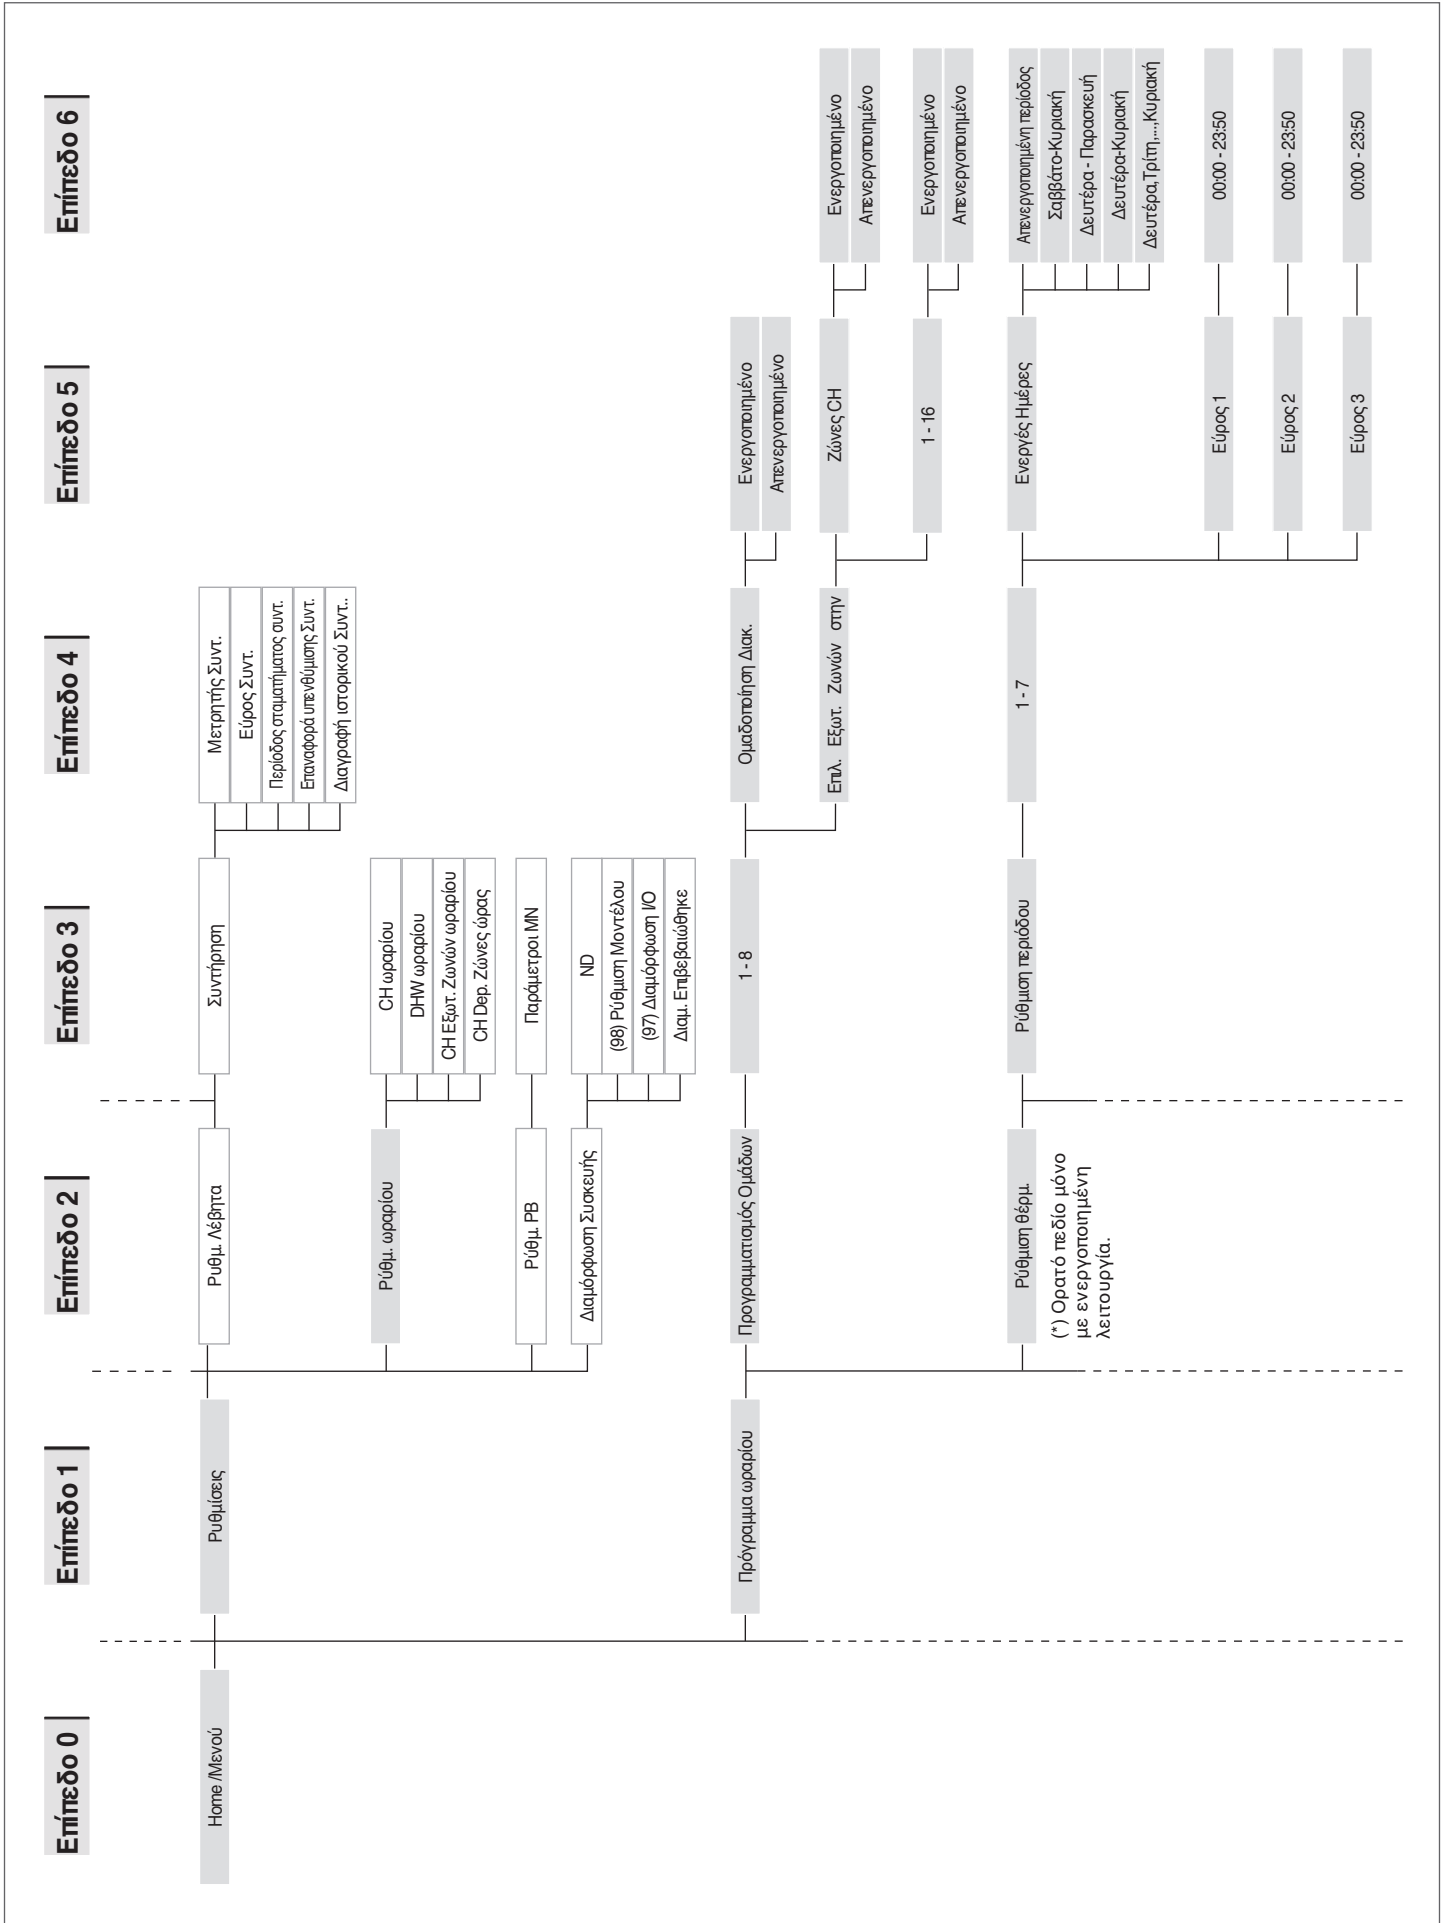 Επίπεδο 0
Επίπεδο 1
Επίπεδο 2
Επίπεδο 3
Επίπεδο 4
Επίπεδο 5
Επίπεδο 6
Home /Μενού
Ρυθμίσεις
Ρυθμ. Λέβητα
Συντήρηση
Μετρητής Συντ.
Εύρος Συντ.
Περίοδος σταματήματος συντ.
Επαναφορά υπενθύμισης Συντ.
Διαγραφή ιστορικού Συντ..
Ρύθμ. ωραρίου
CH ωραρίου
DHW ωραρίου
CH Εξωτ. Ζωνών ωραρίου
CH Dep. Ζώνες ώρας
Ρύθμ. PB
Παράμετροι MN
Διαμόρφωση Συσκευής
ND
(98) Ρύθμιση Μοντέλου
(97) Διαμόρφωση I/O
Διαμ. Επιβεβαιώθηκε
Πρόγραμμα ωραρίου
Προγραμματισμός Ομάδων
1 - 8
Ομαδοποίηση Διακ.
Ενεργοποιημένο
Απενεργοποιημένο
Επιλ. Εξωτ. Ζωνών στην
Ζώνες CH
Ενεργοποιημένο
Απενεργοποιημένο
1 - 16
Ενεργοποιημένο
Απενεργοποιημένο
Ρύθμιση θέρμ.
Ρύθμιση περιόδου
1 - 7
Ενεργές Ημέρες
Απενεργοποιημένη περίοδος
Σαββάτο-Κυριακή
Δευτέρα - Παρασκευή
Δευτέρα-Κυριακή
Δευτέρα,Τρίτη,...,Κυριακή
(*) Ορατό πεδίο μόνο
με ενεργοποιημένη
λειτουργία.
Εύρος 1
00:00 - 23:50
Εύρος 2
00:00 - 23:50
Εύρος 3
00:00 - 23:50